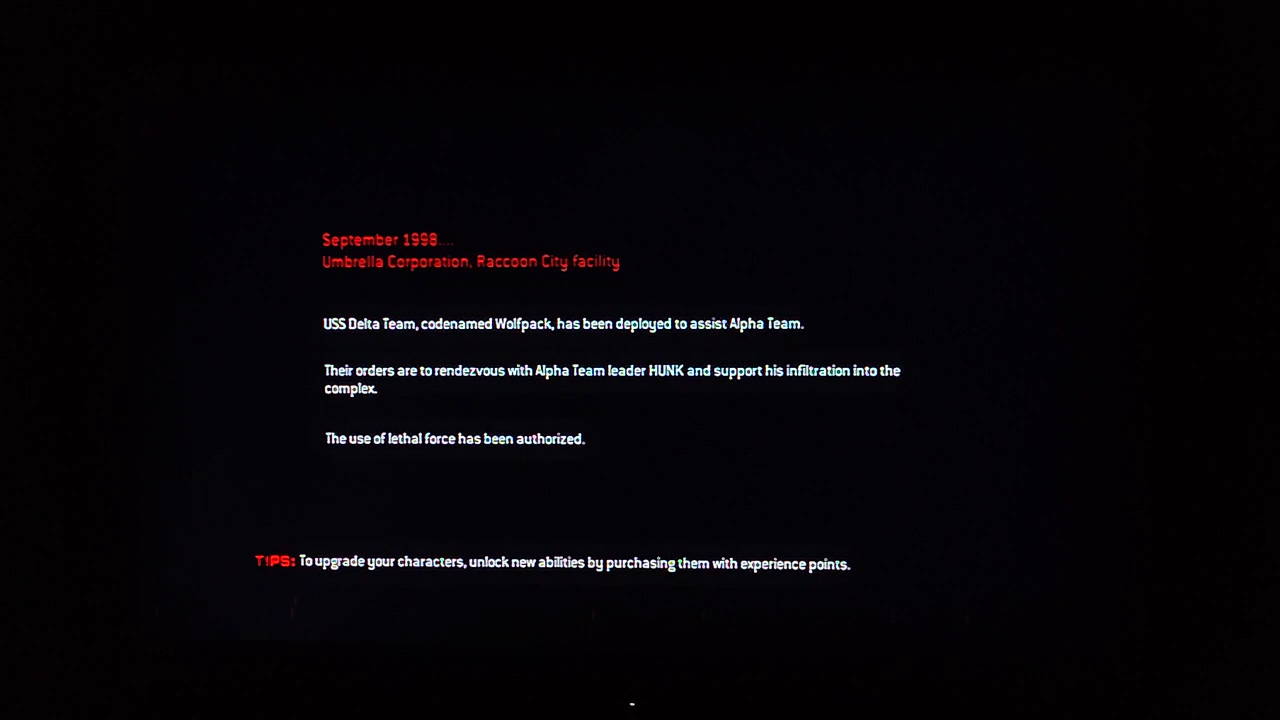 September 1998....
Umbrella Corporation, Raccoon City facility
USS Delta Team, codenamed Wolfpack, has been deployed to assist Alpha Team.
Their orders are to rendezvous with Alpha Team leader HUNK and support his infiltration into the
complex.
The use of lethal force has been authorized.
TIPS: To upgrade your characters, unlock new abilities by purchasing them with experience points.